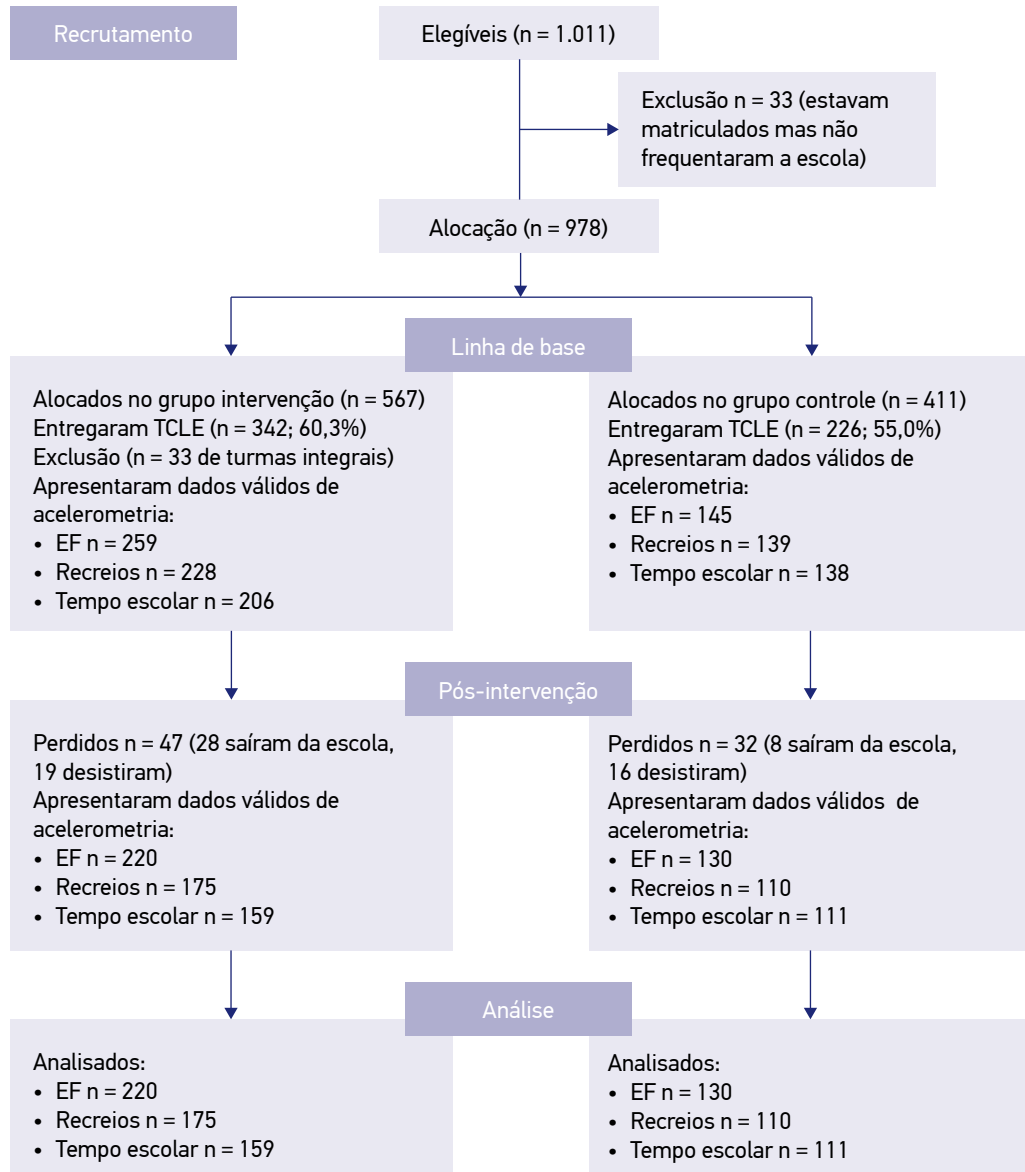 Recrutamento
Elegíveis (n = 1.011)
Exclusão n = 33 (estavam
matriculados mas não
frequentaram a escola)
Alocação (n = 978)
Linha de base
Alocados no grupo intervenção (n = 567)
Entregaram TCLE (n = 342; 60,3%)
Exclusão (n = 33 de turmas integrais)
Apresentaram dados válidos de
acelerometria:
• EF n = 259
• Recreios n = 228
• Tempo escolar n = 206
Alocados no grupo controle (n = 411)
Entregaram TCLE (n = 226; 55,0%)
Apresentaram dados válidos de
acelerometria:
• EF n = 145
• Recreios n = 139
• Tempo escolar n = 138
Pós-intervenção
Perdidos n = 47 (28 saíram da escola,
19 desistiram)
Apresentaram dados válidos de
acelerometria:
• EF n = 220
• Recreios n = 175
• Tempo escolar n = 159
Perdidos n = 32 (8 saíram da escola,
16 desistiram)
Apresentaram dados válidos  de
acelerometria:
• EF n = 130
• Recreios n = 110
• Tempo escolar n = 111
Análise
Analisados:
• EF n = 220
• Recreios n = 175
• Tempo escolar n = 159
Analisados:
• EF n = 130
• Recreios n = 110
• Tempo escolar n = 111